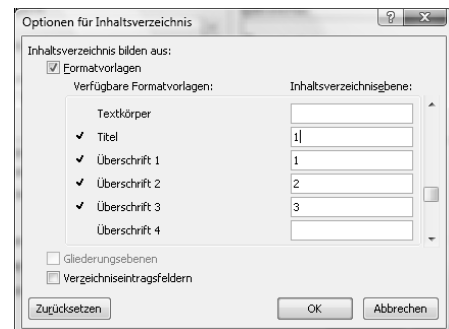 Optionen für Inhaltsverzeichnis
Inhaltsverzeichnis bilden aus:
Formatvorlagen
Verfügbare Formatvorlagen: Inhaltsverzeichnisebene:
Textkörper
Titel 1
Überschrift 1 1
Überschrift 2 2
Überschrift 3 3
Überschrift 4
Gliederungsebenen
Verzeichniseintragsfeldern
Zurücksetzen OK Abbrechen